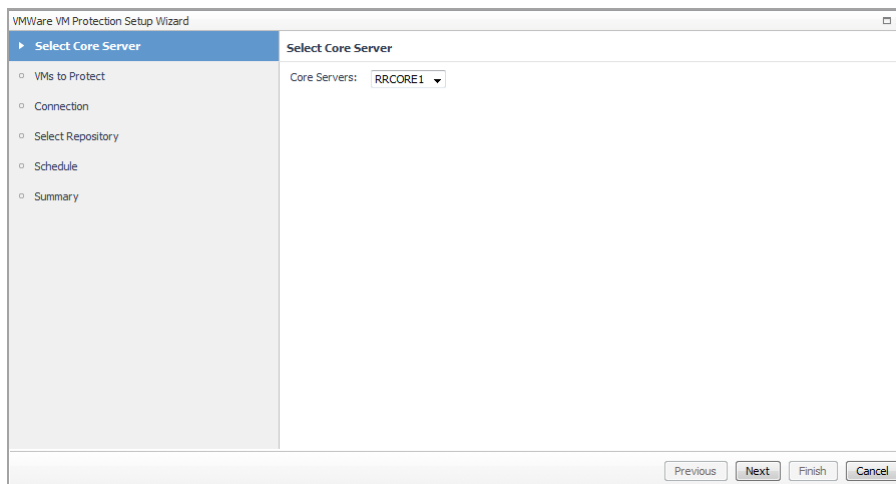 VMWare VM Protection Setup Wizard
Select Core Server
VMs to Protect
Connection
Select Repository
Schedule
Summary
Select Core Server
Core Servers: RRCORE1
Previous Next Finish Cancel